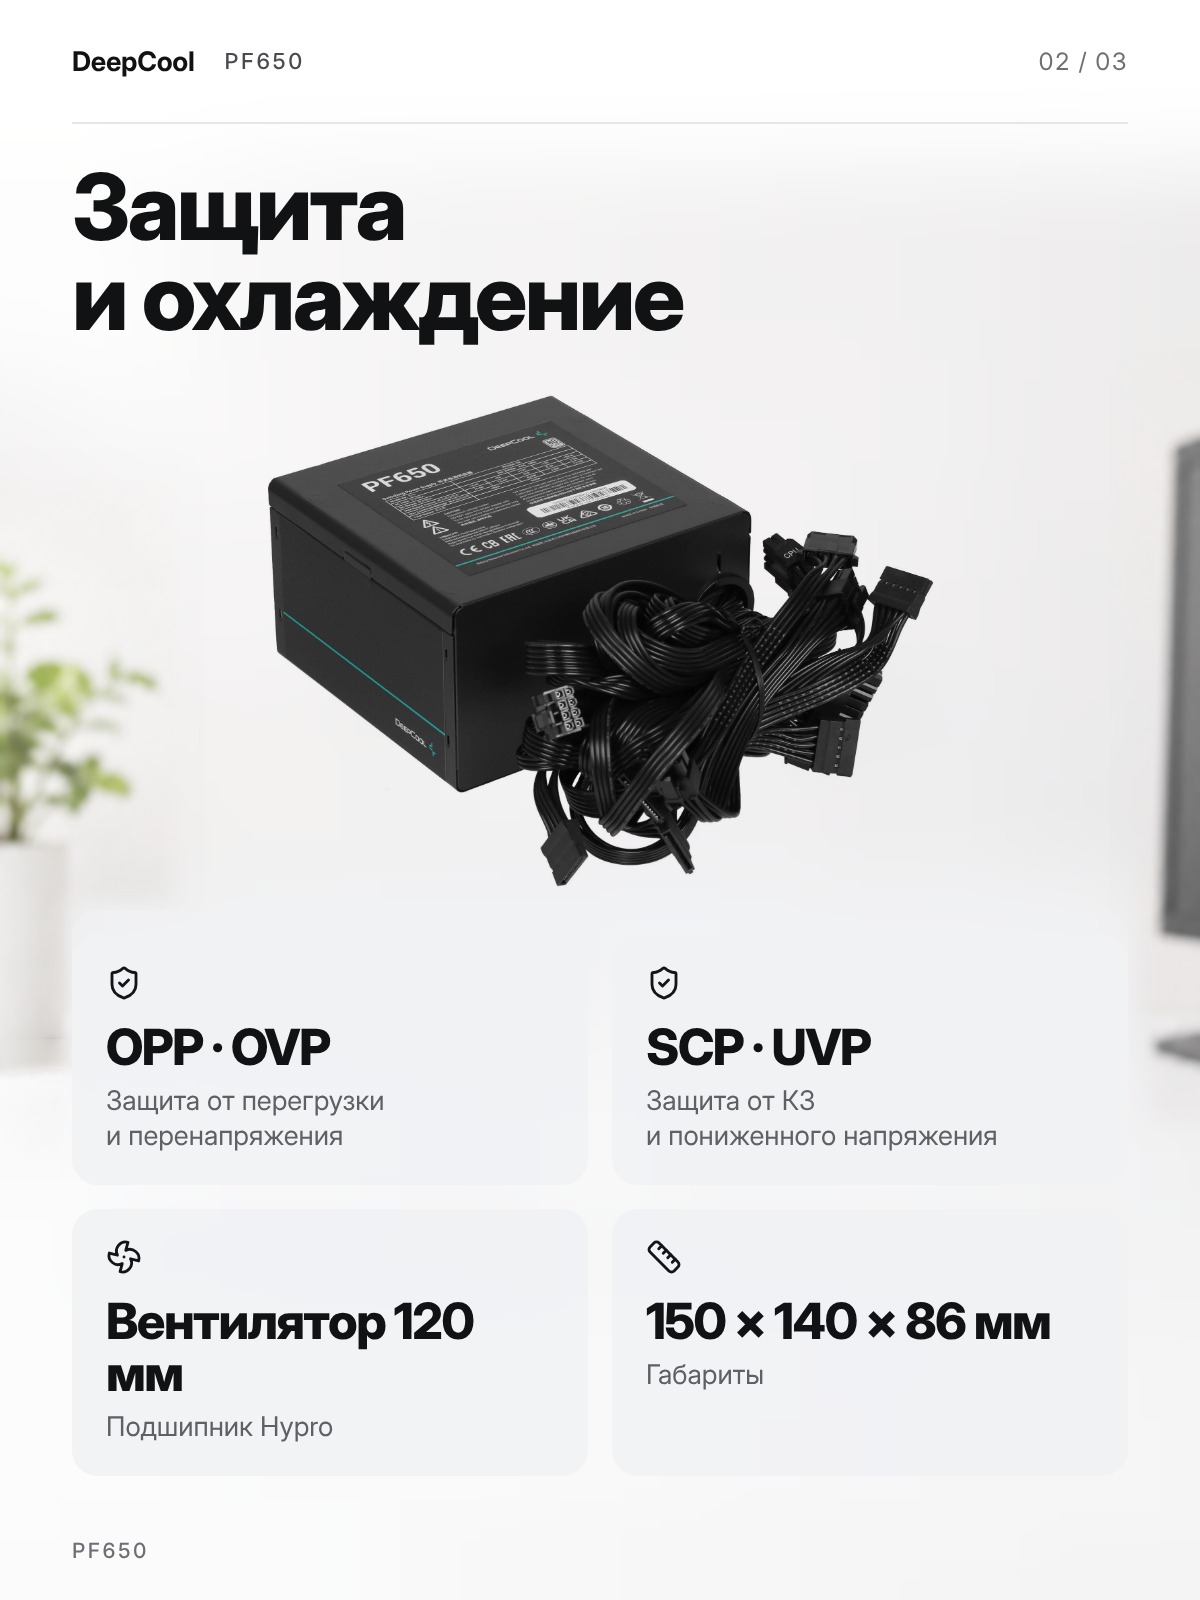 DeepCool PF650 02 / 03
Защита
и охлаждение
DEEPCOOL
PF650
DEEPCOOL
OPP · OVP
Защита от перегрузки
и перенапряжения
SCP · UVP
Защита от КЗ
и пониженного напряжения
Вентилятор 120
мм
Подшипник Hypro
150 × 140 × 86 мм
Габариты
PF650